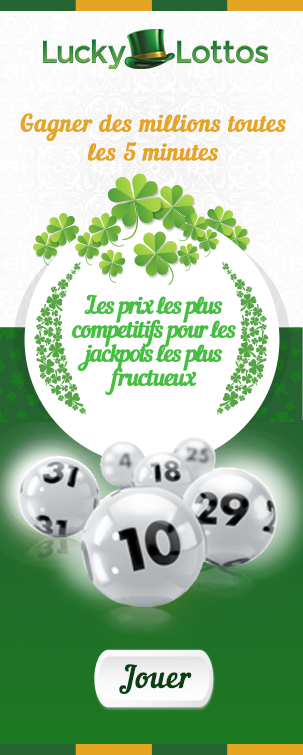 Lucky Lottos
Gagner des millions toutes
les 5 minutes
Les prix les plus
competitifs pour les
jackpots les plus
fructueux
31
4
18
25
31
10
29
2
Jouer